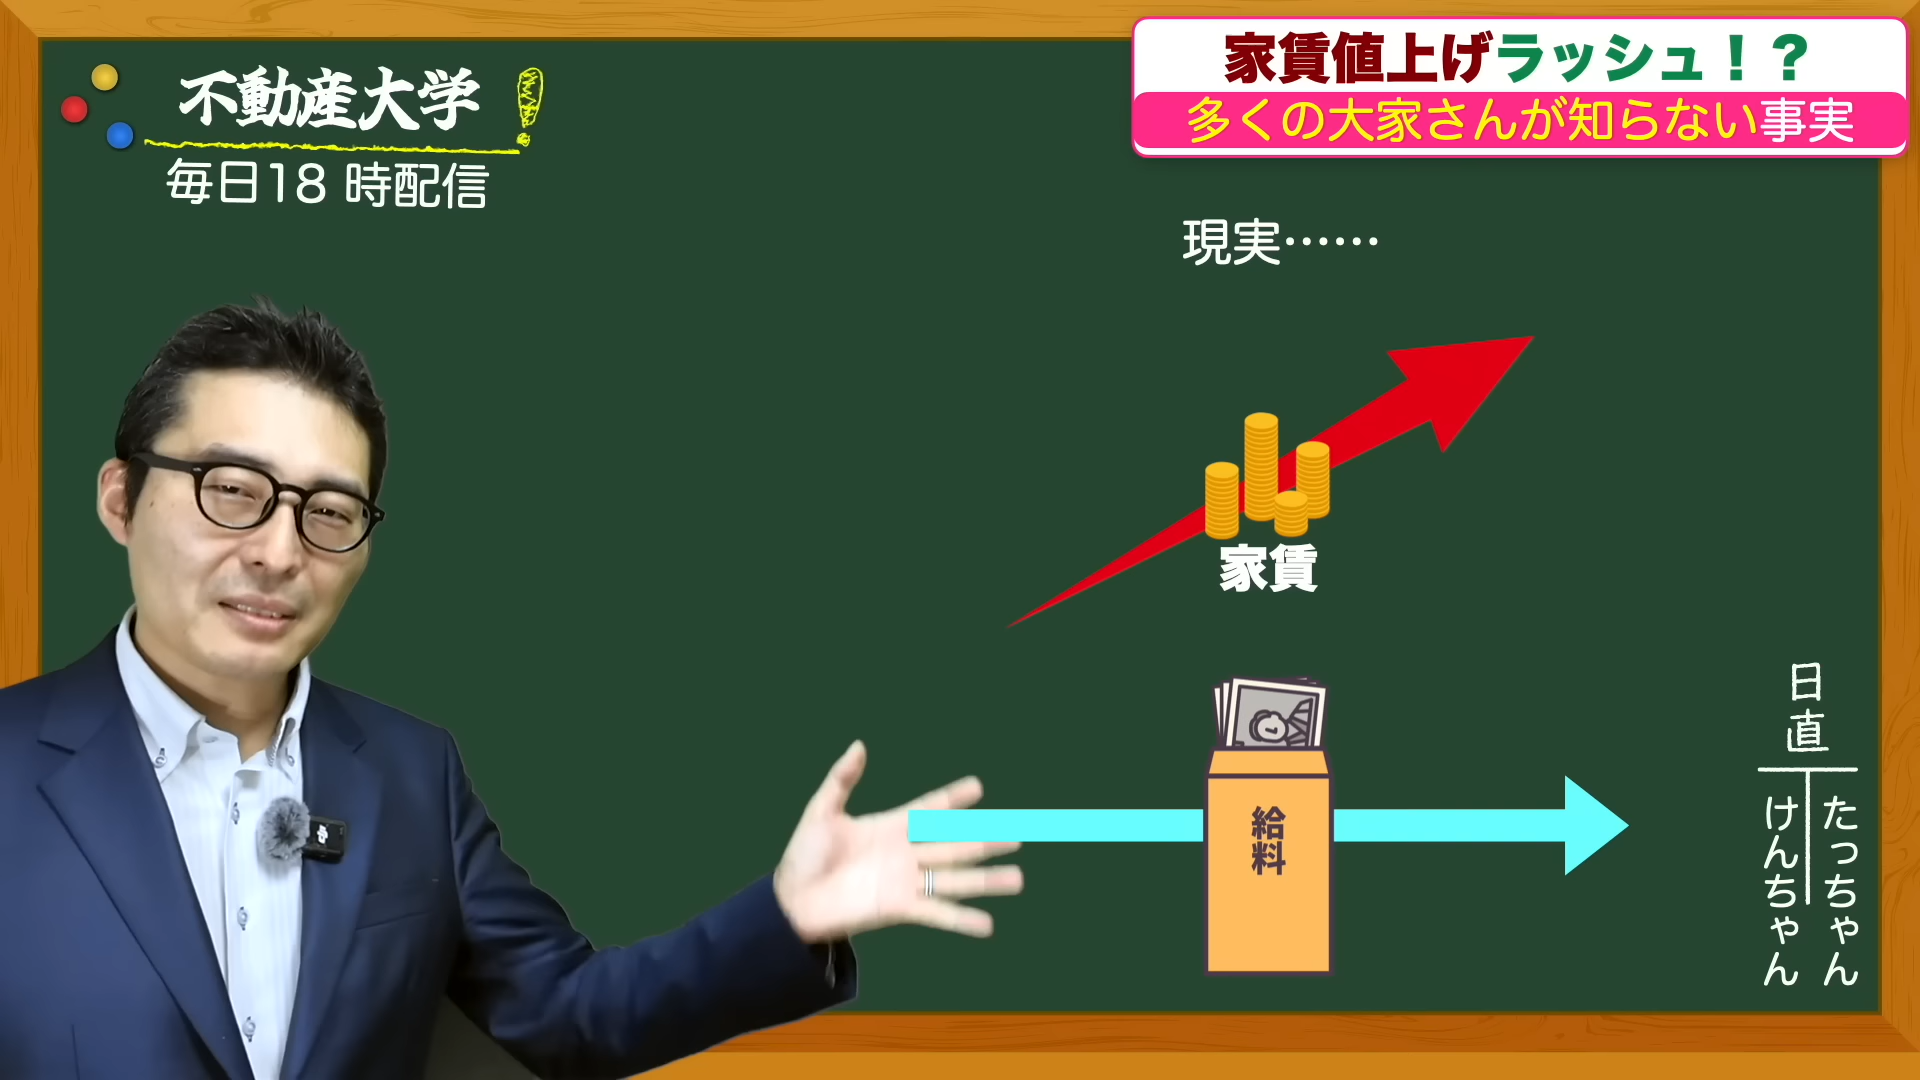 不動産大学!
毎日18時配信
家賃値上げラッシュ!?
多くの大家さんが知らない事実
現実……
家賃
給料
日直
たっちゃん
けんちゃん